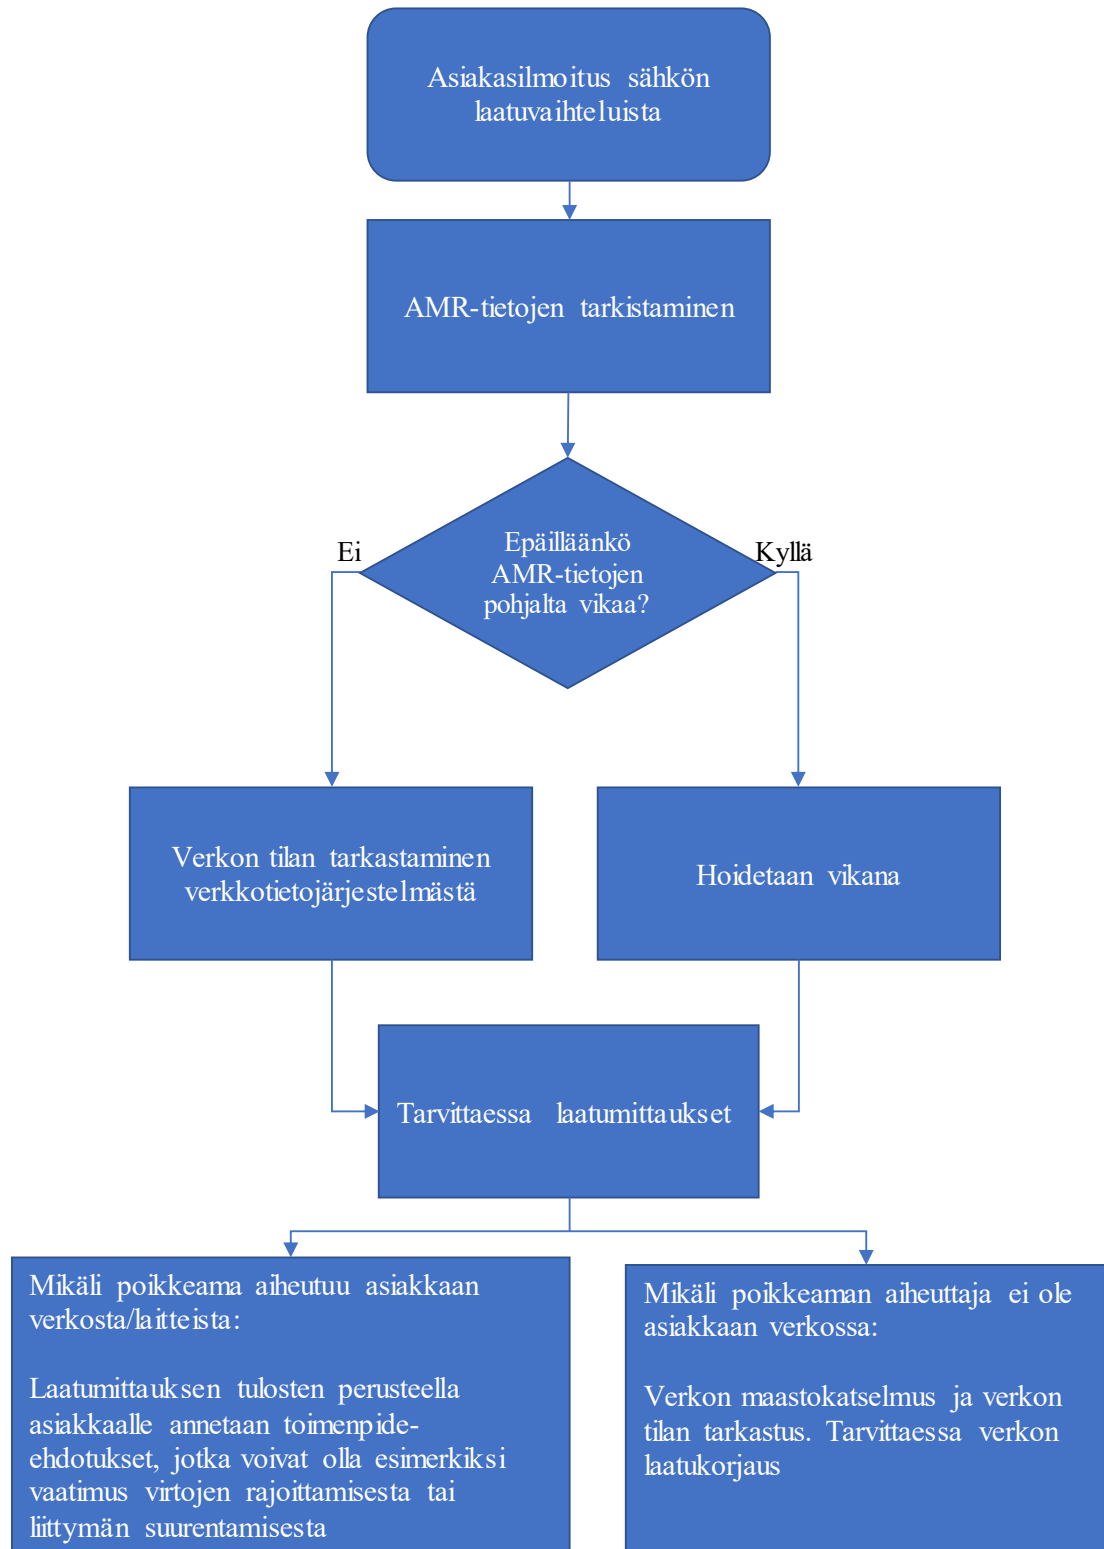 Asiakasilmoitus sähkön
laatuvaihteluista
AMR-tietojen tarkistaminen
Epäilläänkö
AMR-tietojen
pohjalta vikaa?
Ei
Kyllä
Verkon tilan tarkastaminen
verkkotietojärjestelmästä
Hoidetaan vikana
Tarvittaessa laatumittaukset
Mikäli poikkeama aiheutuu asiakkaan
verkosta/laitteista:
Laatumittauksen tulosten perusteella
asiakkaalle annetaan toimenpide-
ehdotukset, jotka voivat olla esimerkiksi
vaatimus virtojen rajoittamisesta tai
liittymän suurentamisesta
Mikäli poikkeaman aiheuttaja ei ole
asiakkaan verkossa:
Verkon maastokatselmus ja verkon
tilan tarkastus. Tarvittaessa verkon
laatukorjaus